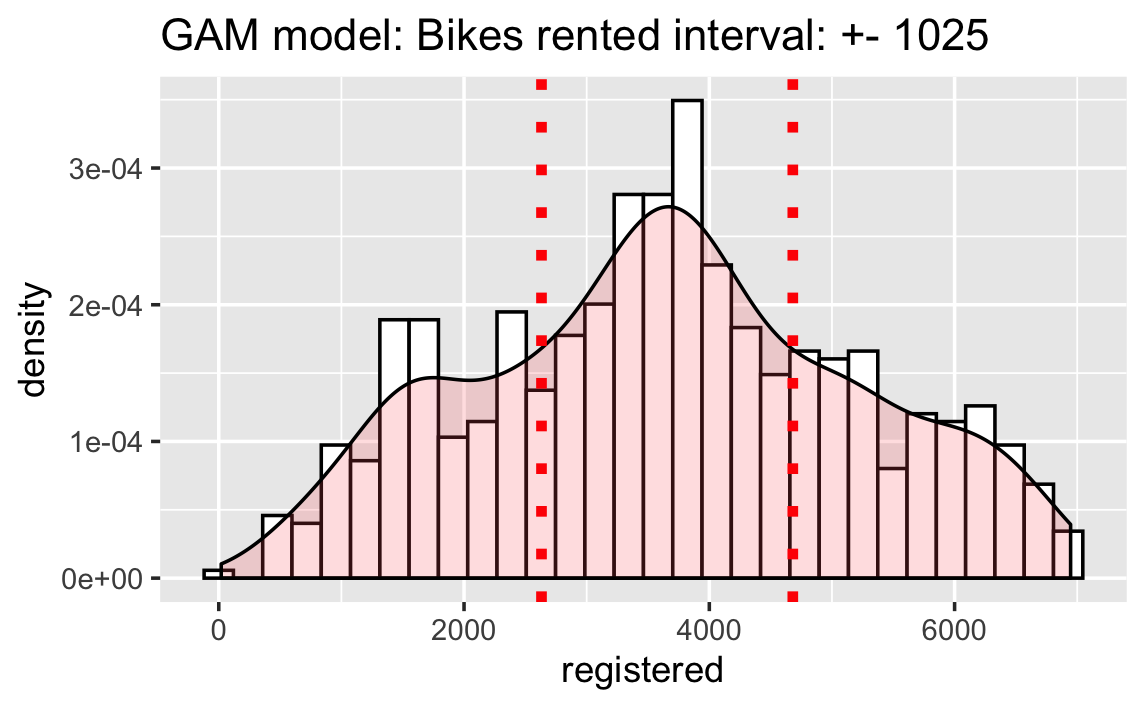 GAM model: Bikes rented interval: +- 1025
density
3e-04
2e-04
1e-04
0e+00
0 2000 4000 6000
registered